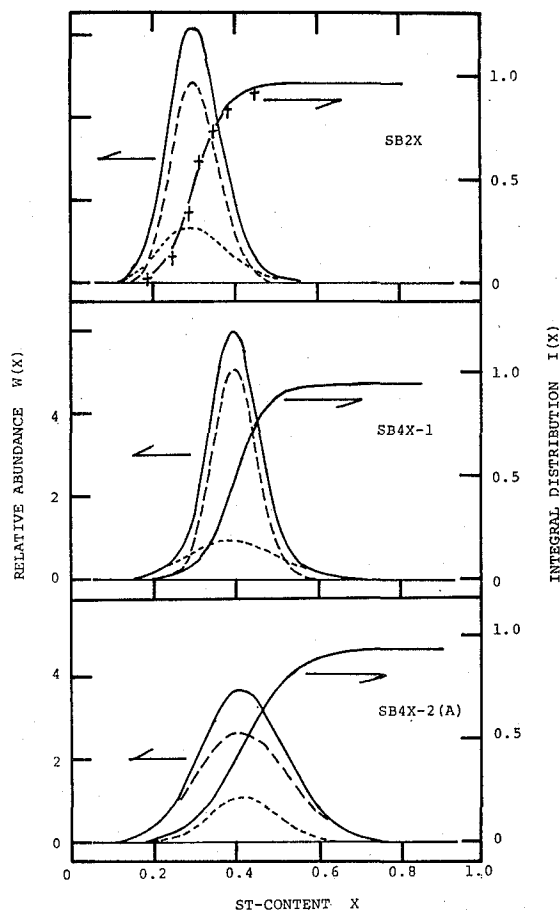 1.0
SB2X
0.5
0
RELATIVE ABUNDANCE W(X)
INTEGRAL DISTRIBUTION I(X)
4
2
0
1.0
SB4X-1
0.5
0
4
2
0
1.0
SB4X-2(A)
0.5
0
0 0.2 0.4 0.6 0.8 1.0
ST-CONTENT X